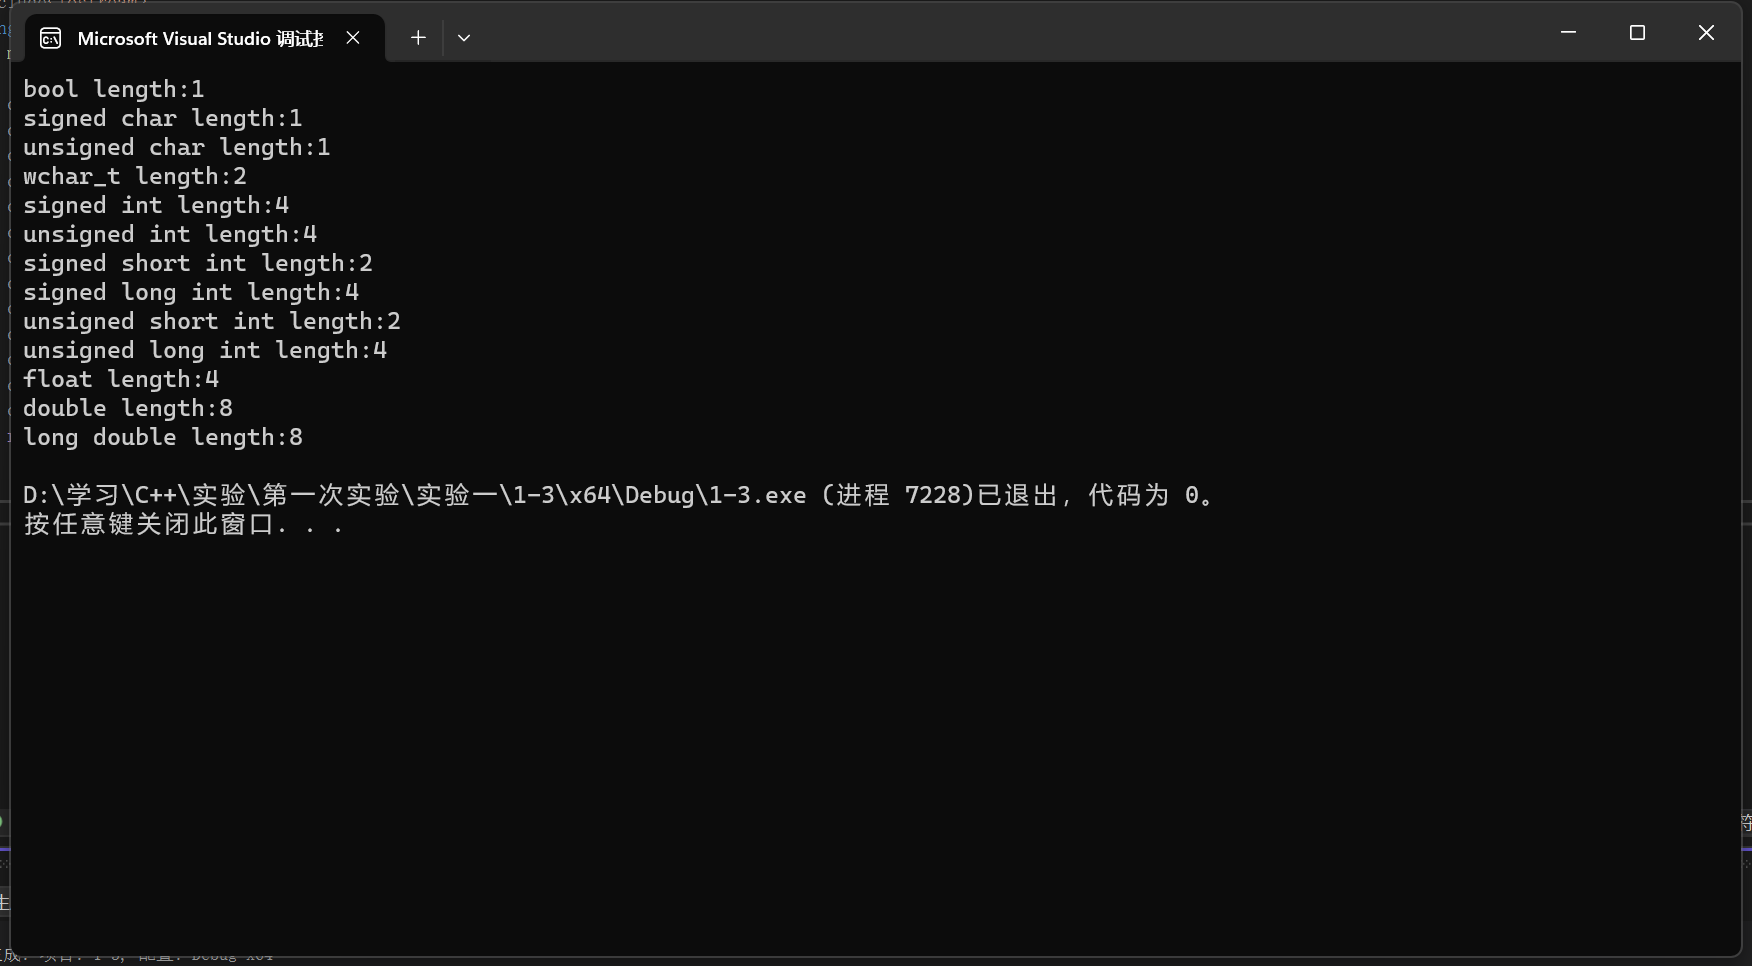 Microsoft Visual Studio 调试
bool length:1
signed char length:1
unsigned char length:1
wchar_t length:2
signed int length:4
unsigned int length:4
signed short int length:2
signed long int length:4
unsigned short int length:2
unsigned long int length:4
float length:4
double length:8
long double length:8
D:\学习\C++\实验\第一次实验\实验一\1-3\x64\Debug\1-3.exe (进程 7228)已退出，代码为 0。
按任意键关闭此窗口. . .